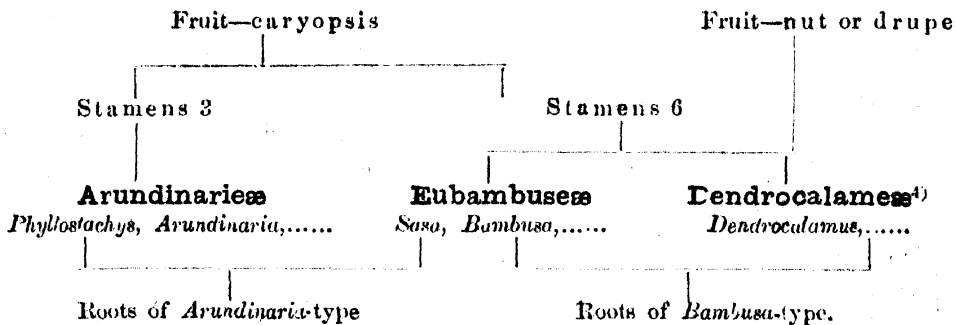 Fruit—caryopsis Fruit—nut or drupe
Stamens 3 Stamens 6
Arundinarieæ Eubambuseæ Dendrocalameæ⁴⁾
Phyllostachys, Arundinaria,...... Sasa, Bambusa,...... Dendrocalamus,......
Roots of Arundinaria-type Roots of Bambusa-type.